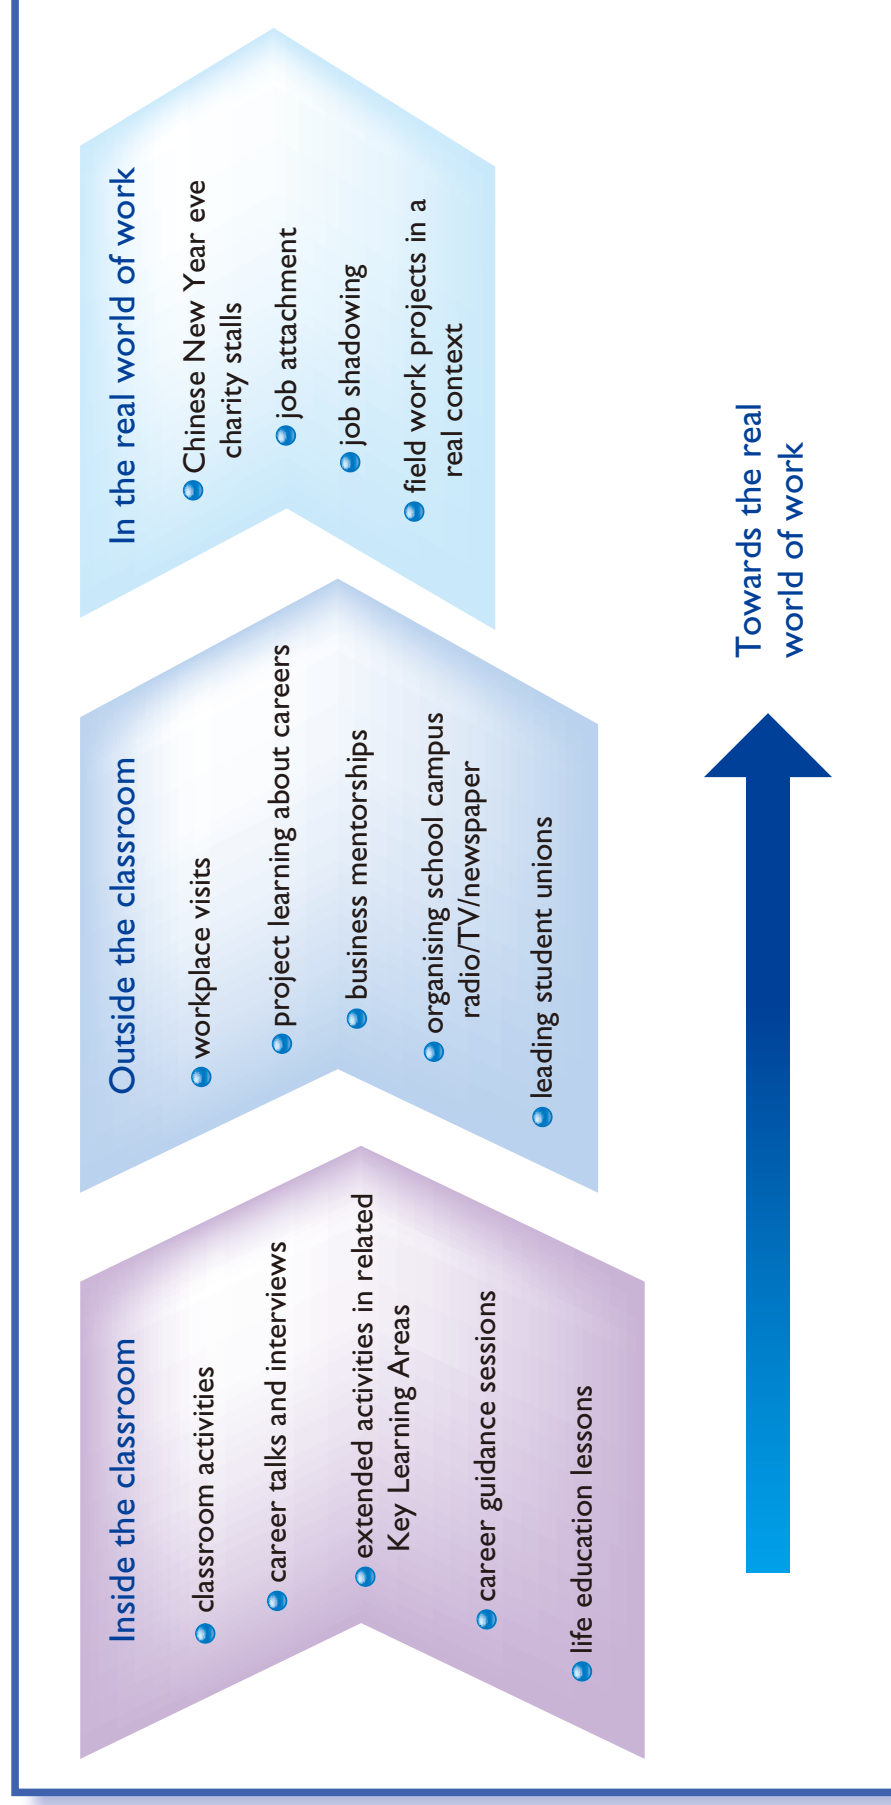 Inside the classroom
classroom activities
career talks and interviews
extended activities in related
Key Learning Areas
career guidance sessions
life education lessons
Outside the classroom
workplace visits
project learning about careers
business mentorships
organising school campus
radio/TV/newspaper
leading student unions
In the real world of work
Chinese New Year eve
charity stalls
job attachment
job shadowing
field work projects in a
real context
Towards the real
world of work